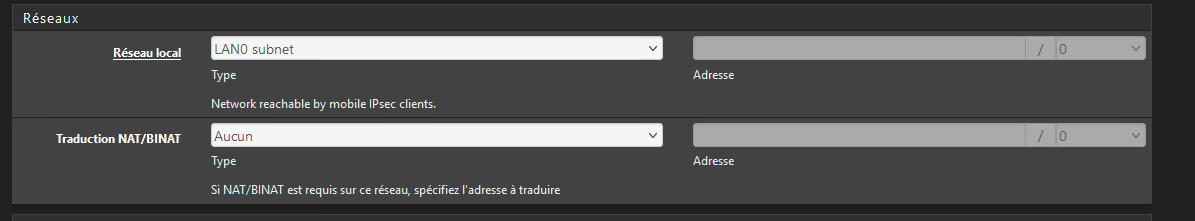 Réseaux
Réseau local LAN0 subnet / 0
Type Adresse
Network reachable by mobile IPsec clients.
Traduction NAT/BINAT Aucun / 0
Type Adresse
Si NAT/BINAT est requis sur ce réseau, spécifiez l'adresse à traduire